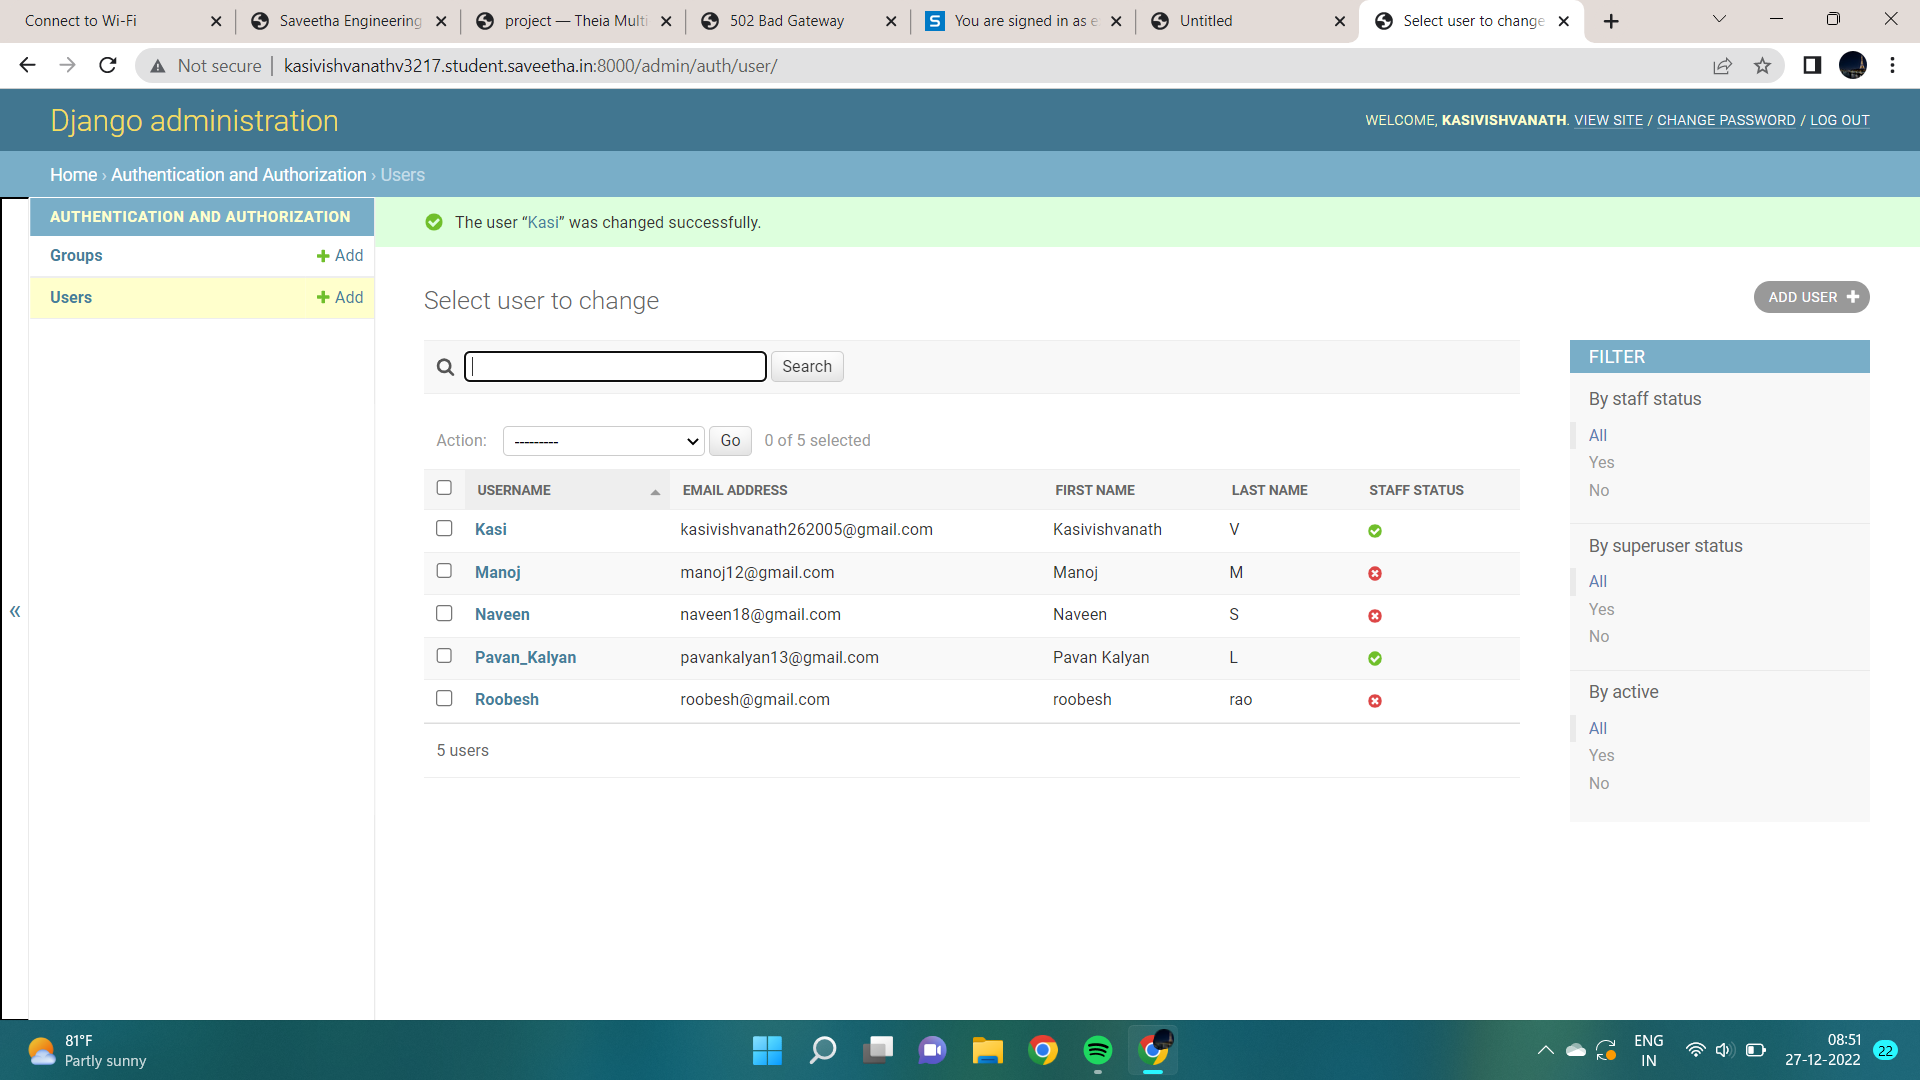 Connect to Wi-Fi
Saveetha Engineering
project — Theia Multi
502 Bad Gateway
You are signed in as e
Untitled
Select user to change
Not secure
kasivishvanathv3217.student.saveetha.in:8000/admin/auth/user/
Django administration
WELCOME, KASIVISHVANATH. VIEW SITE / CHANGE PASSWORD / LOG OUT
Home › Authentication and Authorization › Users
AUTHENTICATION AND AUTHORIZATION
Groups + Add
Users + Add
«
The user “Kasi” was changed successfully.
Select user to change
ADD USER +
Search
Action: --------- Go 0 of 5 selected
USERNAME EMAIL ADDRESS FIRST NAME LAST NAME STAFF STATUS
Kasi kasivishvanath262005@gmail.com Kasivishvanath V
Manoj manoj12@gmail.com Manoj M
Naveen naveen18@gmail.com Naveen S
Pavan_Kalyan pavankalyan13@gmail.com Pavan Kalyan L
Roobesh roobesh@gmail.com roobesh rao
5 users
FILTER
By staff status
All
Yes
No
By superuser status
All
Yes
No
By active
All
Yes
No
81°F
Partly sunny
ENG
IN
08:51
27-12-2022
22